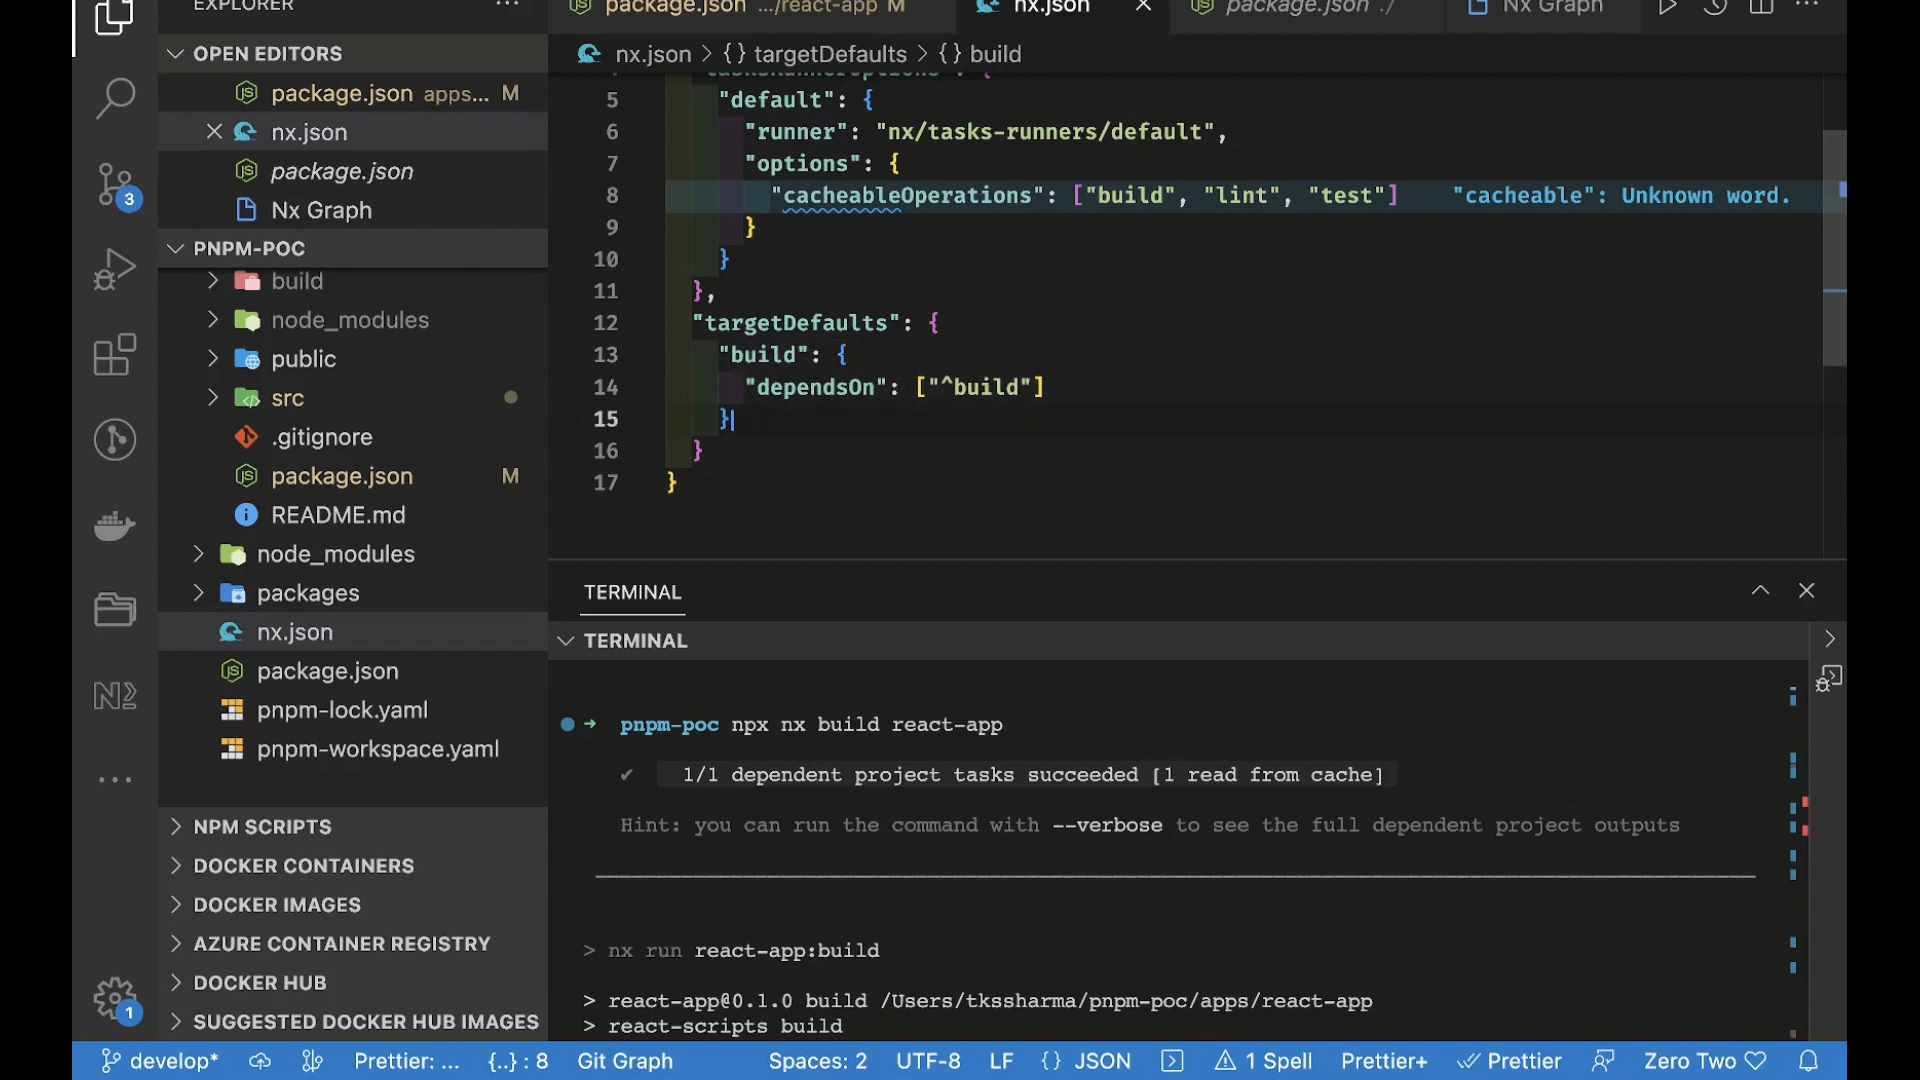 EXPLORER
OPEN EDITORS
package.json apps... M
nx.json
package.json
Nx Graph
PNPM-POC
build
node_modules
public
src
.gitignore
package.json M
README.md
node_modules
packages
nx.json
package.json
pnpm-lock.yaml
pnpm-workspace.yaml
NPM SCRIPTS
DOCKER CONTAINERS
DOCKER IMAGES
AZURE CONTAINER REGISTRY
DOCKER HUB
SUGGESTED DOCKER HUB IMAGES
3
1
package.json .../react-app M nx.json package.json ./ Nx Graph
nx.json > {} targetDefaults > {} build
5 "default": {
6 "runner": "nx/tasks-runners/default",
7 "options": {
8 "cacheableOperations": ["build", "lint", "test"] "cacheable": Unknown word.
9 }
10 }
11 },
12 "targetDefaults": {
13 "build": {
14 "dependsOn": ["^build"]
15 }
16 }
17 }
TERMINAL
TERMINAL
pnpm-poc npx nx build react-app
✔ 1/1 dependent project tasks succeeded [1 read from cache]
Hint: you can run the command with --verbose to see the full dependent project outputs
> nx run react-app:build
> react-app@0.1.0 build /Users/tkssharma/pnpm-poc/apps/react-app
> react-scripts build
develop* Prettier: ... {..} : 8 Git Graph Spaces: 2 UTF-8 LF {} JSON 1 Spell Prettier+ Prettier Zero Two